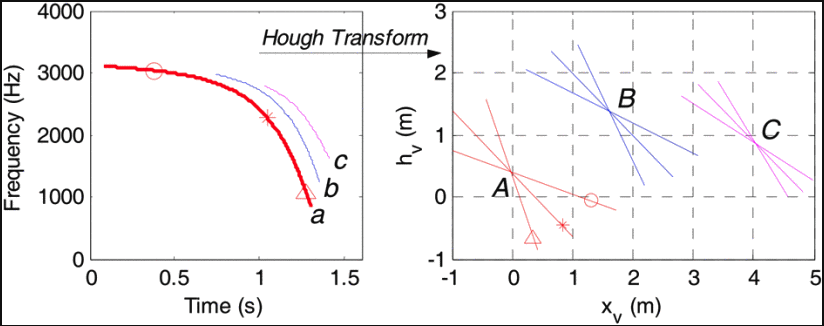 Hough Transform
Frequency (Hz)
4000
3000
2000
1000
0
0
0.5
1
1.5
Time (s)
a
b
c
h_v (m)
3
2
1
0
-1
-1
0
1
2
3
4
5
x_v (m)
A
B
C